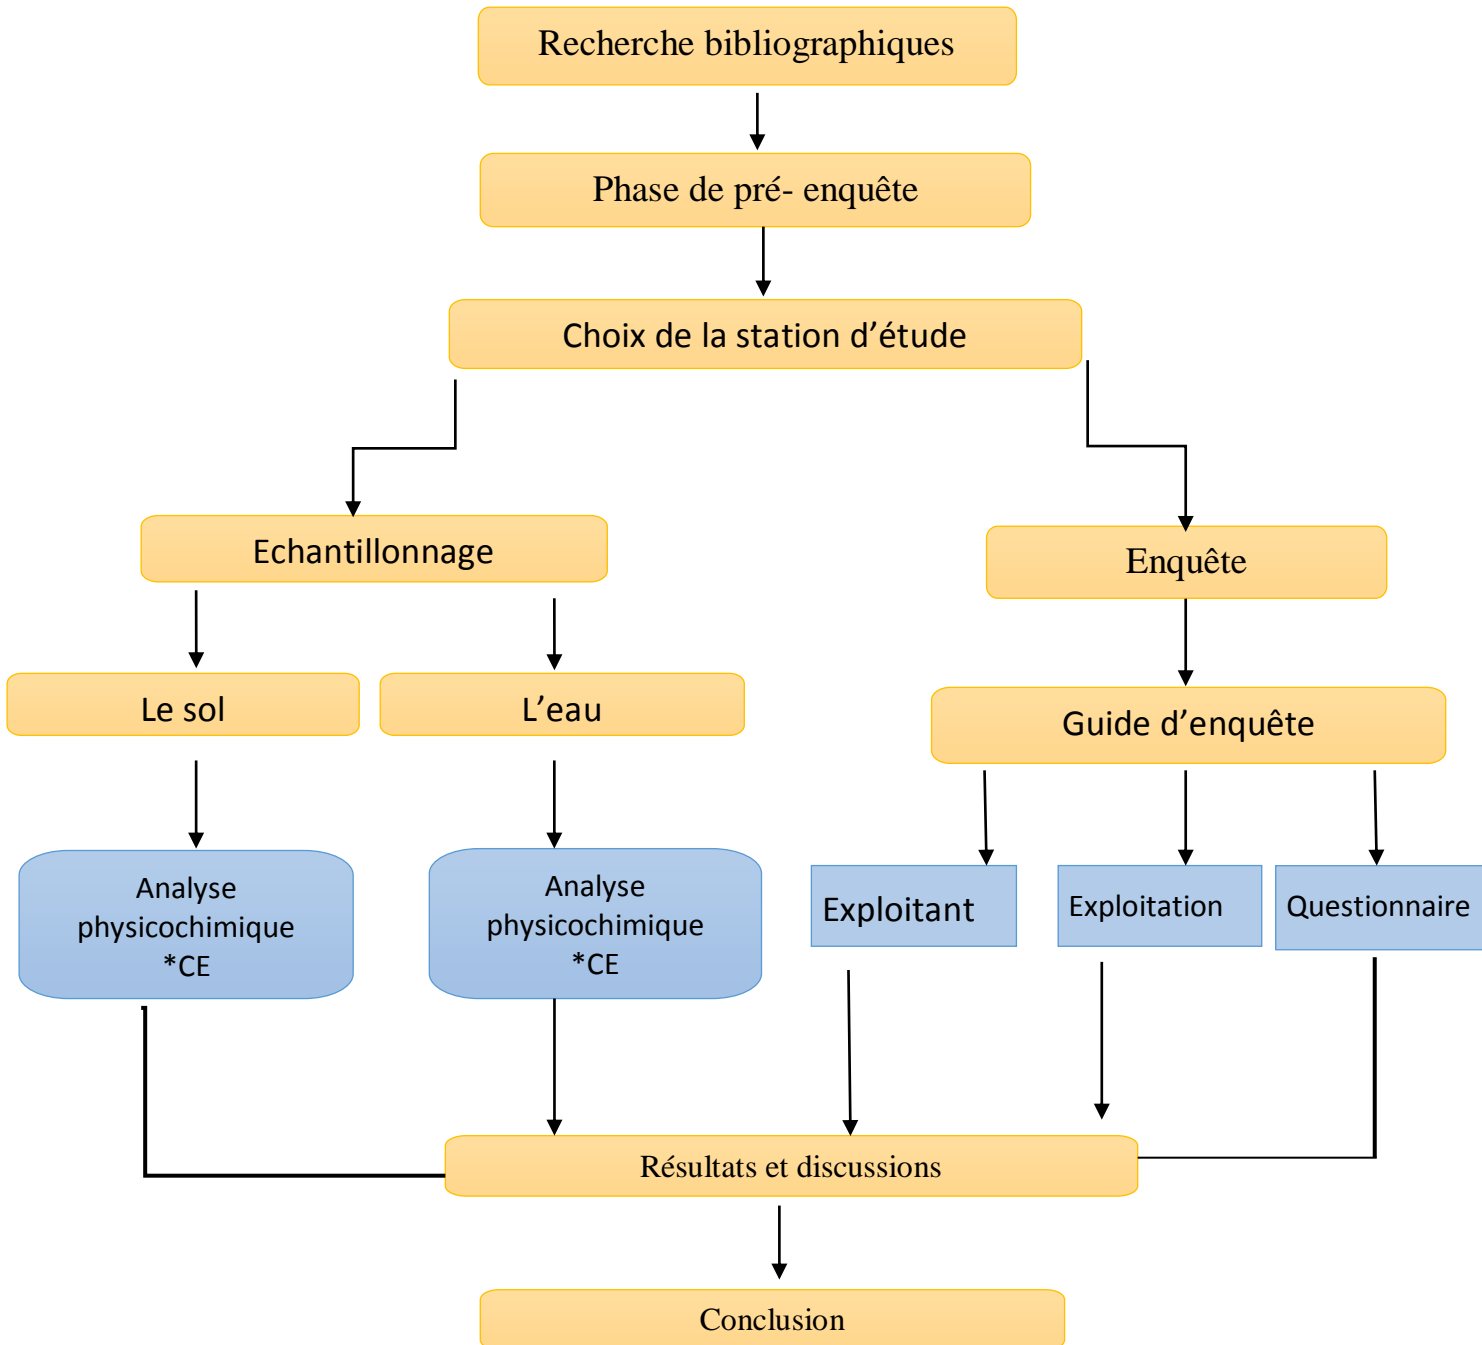 Recherche bibliographiques
Phase de pré- enquête
Choix de la station d’étude
Echantillonnage
Enquête
Le sol
L’eau
Guide d’enquête
Analyse
physicochimique
*CE
Analyse
physicochimique
*CE
Exploitant
Exploitation
Questionnaire
Résultats et discussions
Conclusion